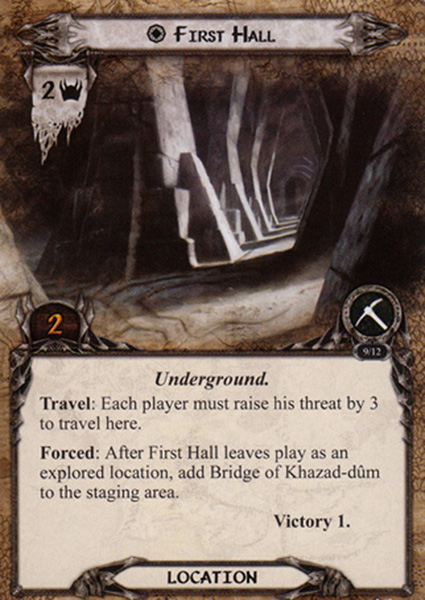 First Hall
2
2
9/12
Underground.
Travel: Each player must raise his threat by 3
to travel here.
Forced: After First Hall leaves play as an
explored location, add Bridge of Khazad-dûm
to the staging area.
Victory 1.
LOCATION